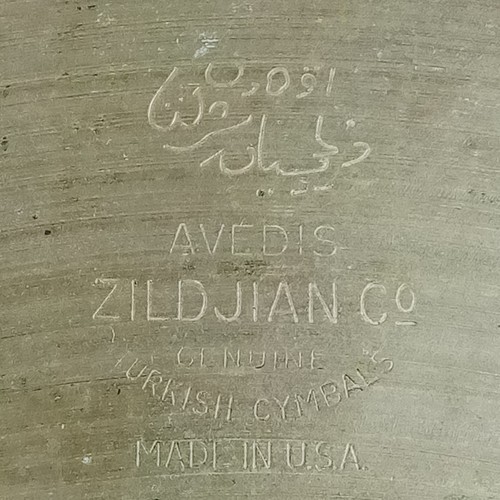 AVEDIS
ZILDJIAN Co
GENUINE
TURKISH CYMBALS
MADE IN U.S.A.